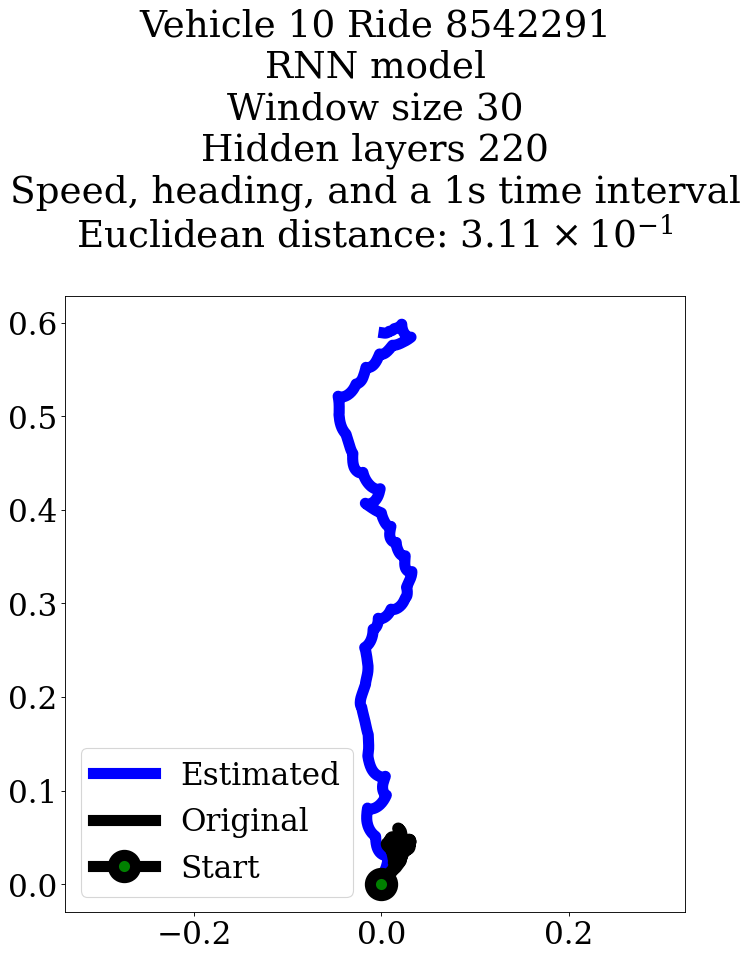 Vehicle 10 Ride 8542291
RNN model
Window size 30
Hidden layers 220
Speed, heading, and a 1s time interval
Euclidean distance: 3.11 × 10⁻¹
0.6
0.5
0.4
0.3
0.2
0.1
0.0
Estimated
Original
Start
−0.2 0.0 0.2